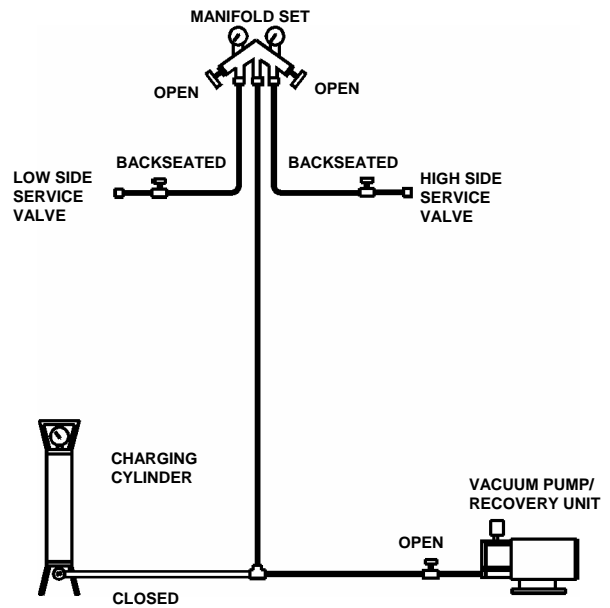 MANIFOLD SET
OPEN
OPEN
BACKSEATED
BACKSEATED
LOW SIDE
SERVICE
VALVE
HIGH SIDE
SERVICE
VALVE
CHARGING
CYLINDER
VACUUM PUMP/
RECOVERY UNIT
OPEN
CLOSED